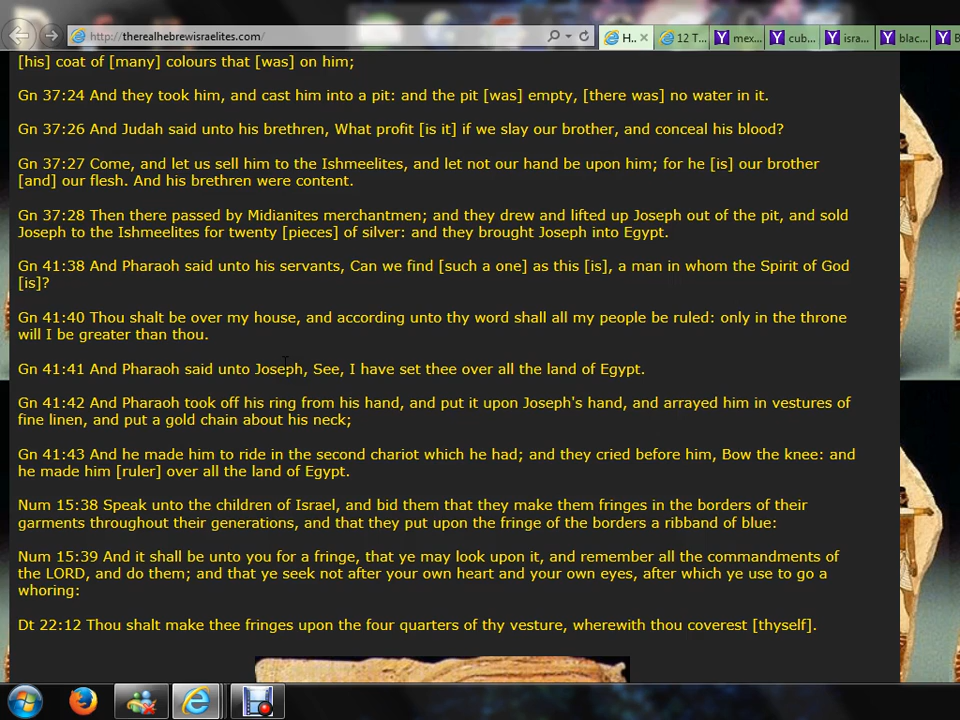 http://therealhebrewisraelites.com/
H..
12 T...
mex...
cub...
isra...
blac...
[his] coat of [many] colours that [was] on him;
Gn 37:24 And they took him, and cast him into a pit: and the pit [was] empty, [there was] no water in it.
Gn 37:26 And Judah said unto his brethren, What profit [is it] if we slay our brother, and conceal his blood?
Gn 37:27 Come, and let us sell him to the Ishmeelites, and let not our hand be upon him; for he [is] our brother
[and] our flesh. And his brethren were content.
Gn 37:28 Then there passed by Midianites merchantmen; and they drew and lifted up Joseph out of the pit, and sold
Joseph to the Ishmeelites for twenty [pieces] of silver: and they brought Joseph into Egypt.
Gn 41:38 And Pharaoh said unto his servants, Can we find [such a one] as this [is], a man in whom the Spirit of God
[is]?
Gn 41:40 Thou shalt be over my house, and according unto thy word shall all my people be ruled: only in the throne
will I be greater than thou.
Gn 41:41 And Pharaoh said unto Joseph, See, I have set thee over all the land of Egypt.
Gn 41:42 And Pharaoh took off his ring from his hand, and put it upon Joseph's hand, and arrayed him in vestures of
fine linen, and put a gold chain about his neck;
Gn 41:43 And he made him to ride in the second chariot which he had; and they cried before him, Bow the knee: and
he made him [ruler] over all the land of Egypt.
Num 15:38 Speak unto the children of Israel, and bid them that they make them fringes in the borders of their
garments throughout their generations, and that they put upon the fringe of the borders a ribband of blue:
Num 15:39 And it shall be unto you for a fringe, that ye may look upon it, and remember all the commandments of
the LORD, and do them; and that ye seek not after your own heart and your own eyes, after which ye use to go a
whoring:
Dt 22:12 Thou shalt make thee fringes upon the four quarters of thy vesture, wherewith thou coverest [thyself].